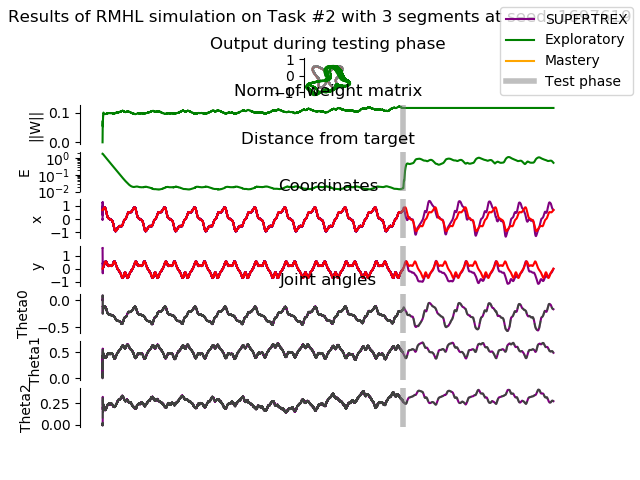 Results of RMHL simulation on Task #2 with 3 segments at
SUPERTREX
Exploratory
Mastery
Test phase
Output during testing phase
1
0
−1
Norm of weight matrix
0.1
0.0
||W||
Distance from target
10⁰
10⁻¹
10⁻²
E
Coordinates
1
0
−1
x
1
0
−1
y
Joint angles
0.0
−0.5
Theta0
0.5
0.0
Theta1
0.25
0.00
Theta2